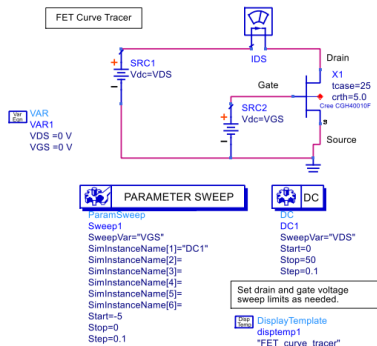 FET Curve Tracer
IDS
Drain
SRC1
Vdc=VDS
X1
tcase=25
crth=5.0
Cree CGH40010F
Gate
SRC2
Vdc=VGS
Source
Var
Eqn
VAR
VAR1
VDS =0 V
VGS =0 V
PARAMETER SWEEP
ParamSweep
Sweep1
SweepVar="VGS"
SimInstanceName[1]="DC1"
SimInstanceName[2]=
SimInstanceName[3]=
SimInstanceName[4]=
SimInstanceName[5]=
SimInstanceName[6]=
Start=-5
Stop=0
Step=0.1
DC
DC
DC1
SweepVar="VDS"
Start=0
Stop=50
Step=0.1
Set drain and gate voltage
sweep limits as needed.
Disp
Temp
DisplayTemplate
disptemp1
"FET_curve_tracer"